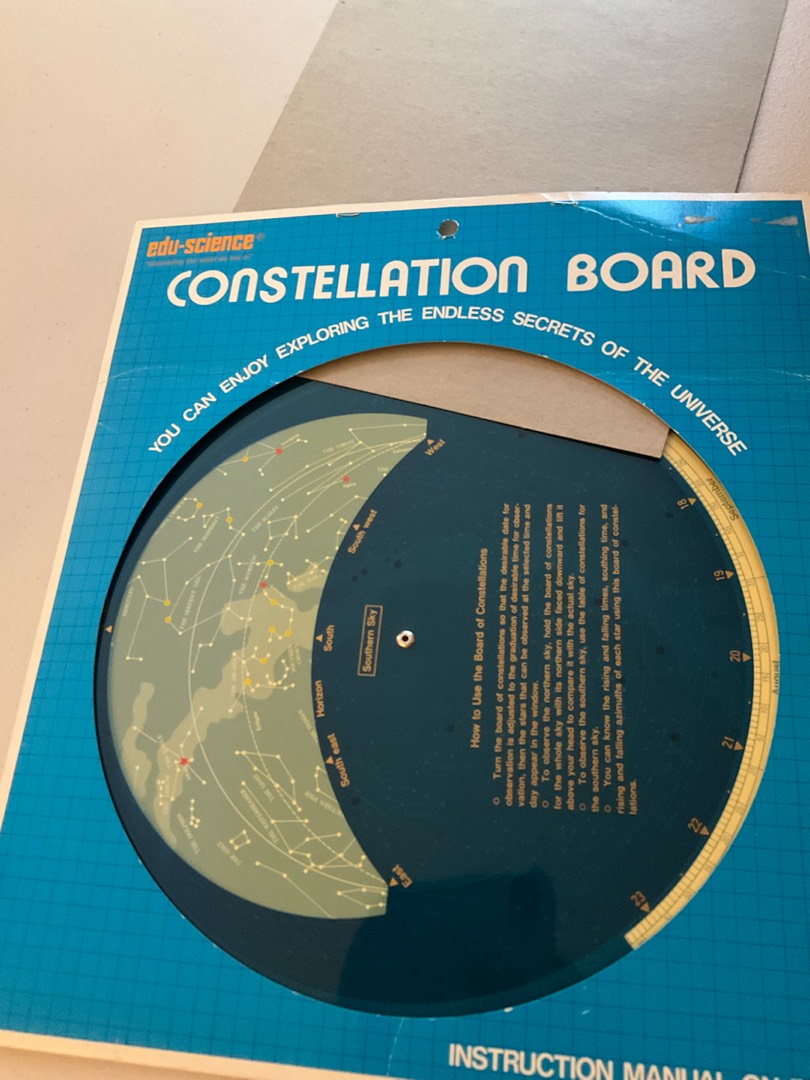 edu-science®
CONSTELLATION BOARD
YOU CAN ENJOY EXPLORING THE ENDLESS SECRETS OF THE UNIVERSE
West
South west
South
Horizon
South east
East
Southern Sky
How to Use the Board of Constellations
○ Turn the board of constellations so that the desirable date for
observation is adjusted to the graduation of desirable time for obser-
vation, then the stars that can be observed at the selected time and
day appear in the window.
○ To observe the northern sky, hold the board of constellations
for the whole sky with its northern side faced downward and lift it
above your head to compare it with the actual sky.
○ To observe the southern sky, use the table of constellations for
the southern sky.
○ You can know the rising and falling times, southing time, and
rising and falling azimuths of each star using this board of constel-
lations.
September
August
18
19
20
21
22
23
INSTRUCTION MANUAL